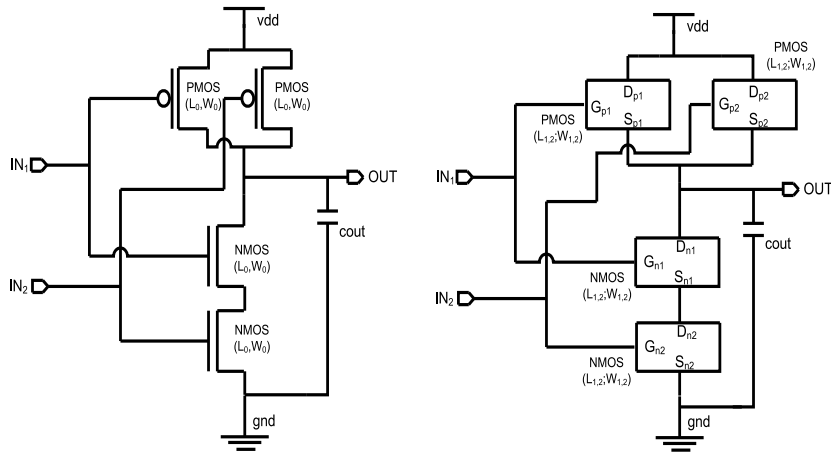 vdd
PMOS
(L₀,W₀)
PMOS
(L₀,W₀)
IN₁
OUT
cout
NMOS
(L₀,W₀)
IN₂
NMOS
(L₀,W₀)
gnd
vdd
PMOS
(L₁,₂;W₁,₂)
Dp1
Gp1
Sp1
Dp2
Gp2
Sp2
PMOS
(L₁,₂;W₁,₂)
IN₁
OUT
cout
Dn1
Gn1
Sn1
NMOS
(L₁,₂;W₁,₂)
IN₂
Dn2
Gn2
Sn2
NMOS
(L₁,₂;W₁,₂)
gnd